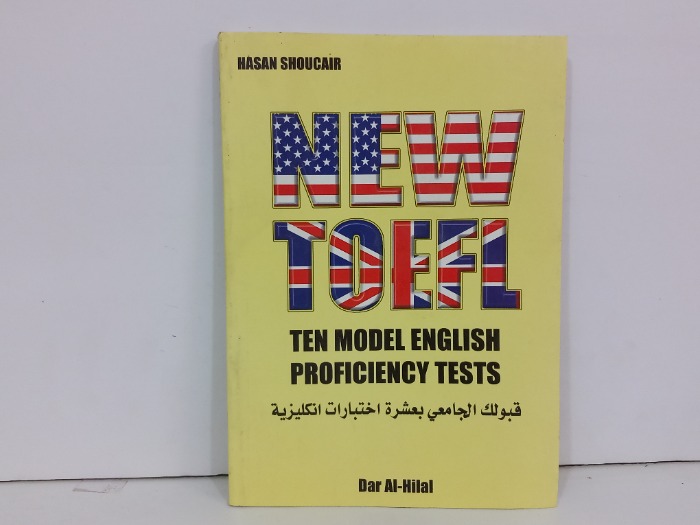 HASAN SHOUCAIR
NEW
TOEFL
TEN MODEL ENGLISH
PROFICIENCY TESTS
قبولك الجامعي بعشرة اختبارات انكليزية
Dar Al-Hilal